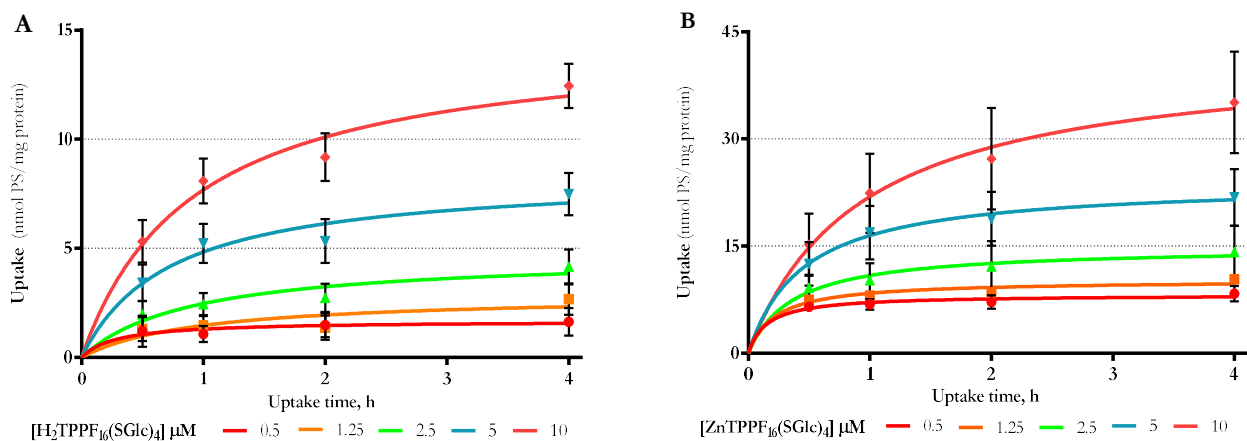 A
15
10
5
0
Uptake (nmol PS/mg protein)
0 1 2 3 4
Uptake time, h
[H₂TPPF₁₆(SGlc)₄] µM 0.5 1.25 2.5 5 10
B
45
30
15
0
Uptake (nmol PS/mg protein)
0 1 2 3 4
Uptake time, h
[ZnTPPF₁₆(SGlc)₄] µM 0.5 1.25 2.5 5 10